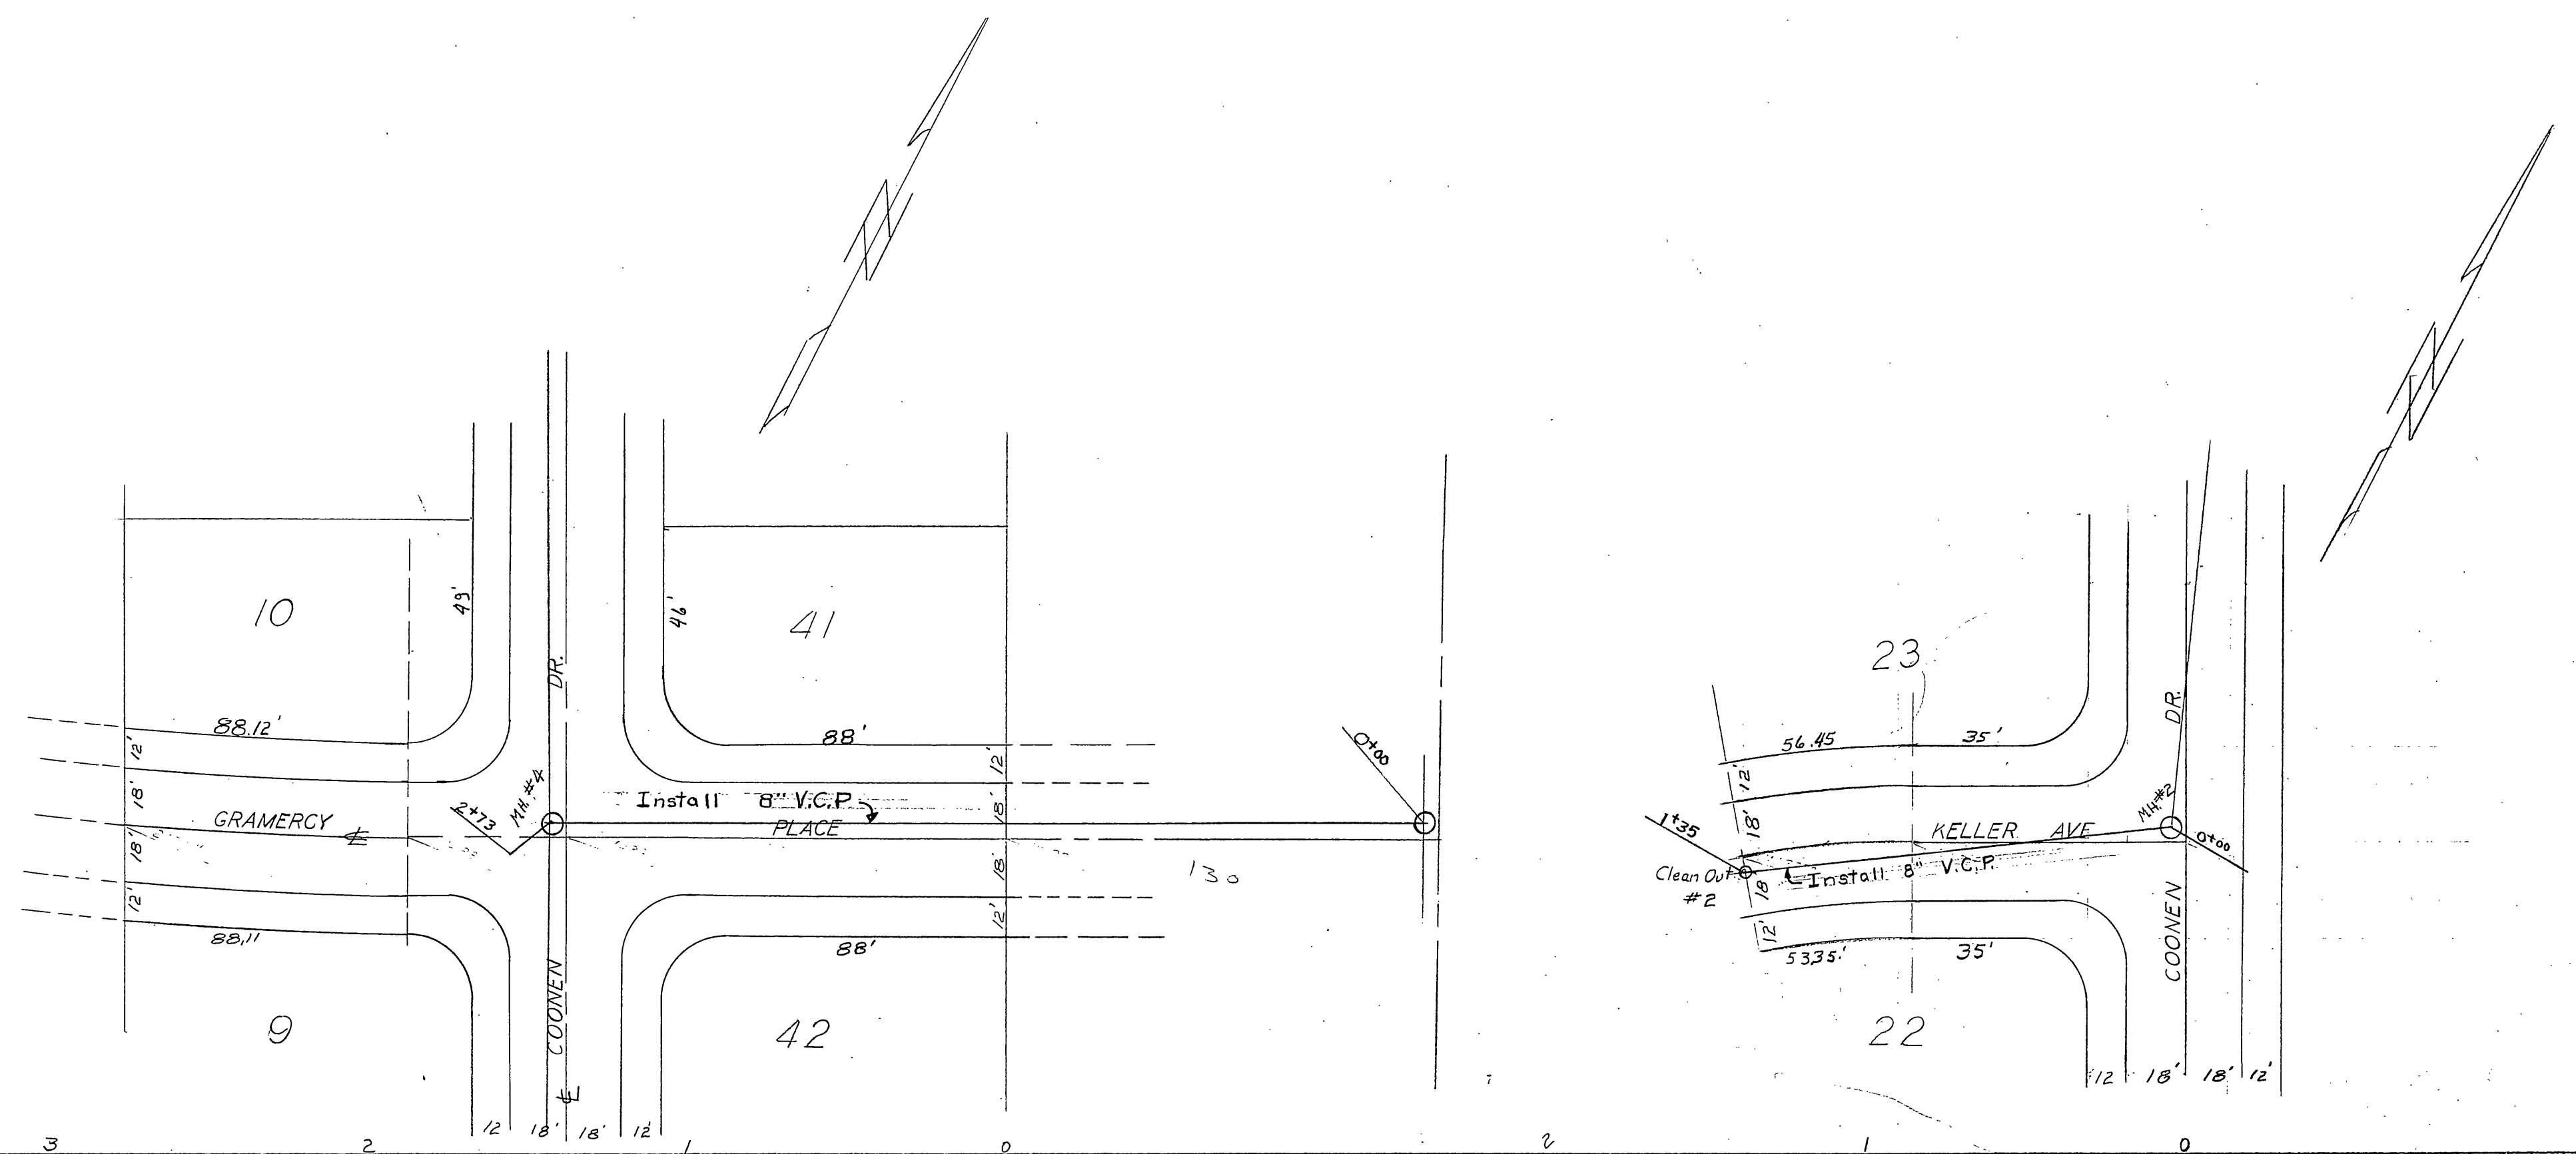 N
N
10
49'
46'
41
DR.
88.12'
88'
12'
18'
18'
12'
GRAMERCY
℄
2+73
M.H. #4
Install 8" V.C.P.
PLACE
12'
18'
18'
12'
0+00
130
88.11
88'
9
COONEN
42
℄
12
18'
18'
12'
23
DR.
56.45
35'
12'
18'
18'
12'
1+35
Clean Out
#2
KELLER AVE
Install 8" V.C.P.
M.H. #2
0+00
53.35'
35'
COONEN
22
12
18'
18'
12'
3 2 1 0 2 1 0